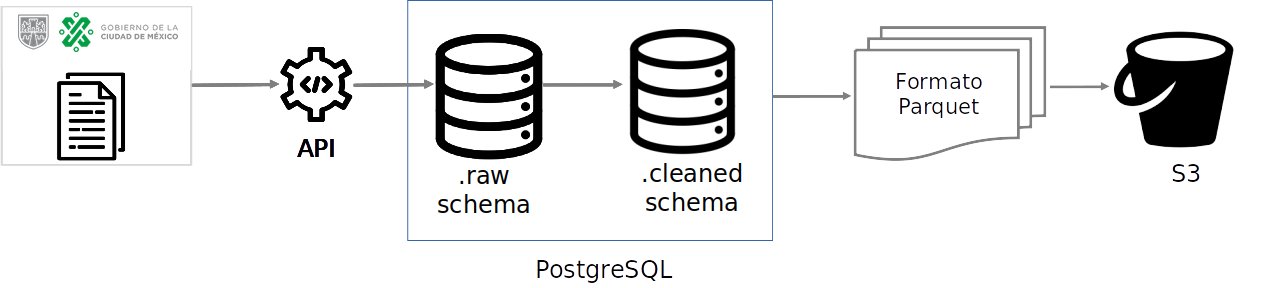 GOBIERNO DE LA
CIUDAD DE MÉXICO
API
.raw
schema
.cleaned
schema
PostgreSQL
Formato
Parquet
S3